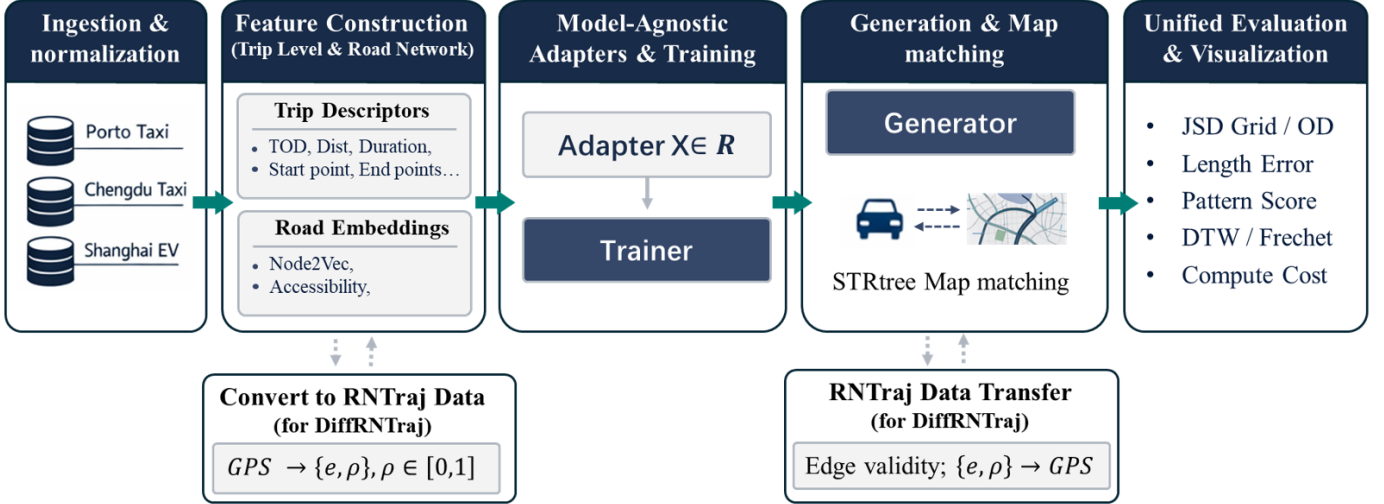 Ingestion &
normalization
Porto Taxi
Chengdu Taxi
Shanghai EV
Feature Construction
(Trip Level & Road Network)
Trip Descriptors
• TOD, Dist, Duration,
• Start point, End points…
Road Embeddings
• Node2Vec,
• Accessibility,
Model-Agnostic
Adapters & Training
Adapter X∈ R
Trainer
Generation & Map
matching
Generator
STRtree Map matching
Unified Evaluation
& Visualization
• JSD Grid / OD
• Length Error
• Pattern Score
• DTW / Frechet
• Compute Cost
Convert to RNTraj Data
(for DiffRNTraj)
GPS → {e, ρ}, ρ ∈ [0,1]
RNTraj Data Transfer
(for DiffRNTraj)
Edge validity; {e, ρ} → GPS